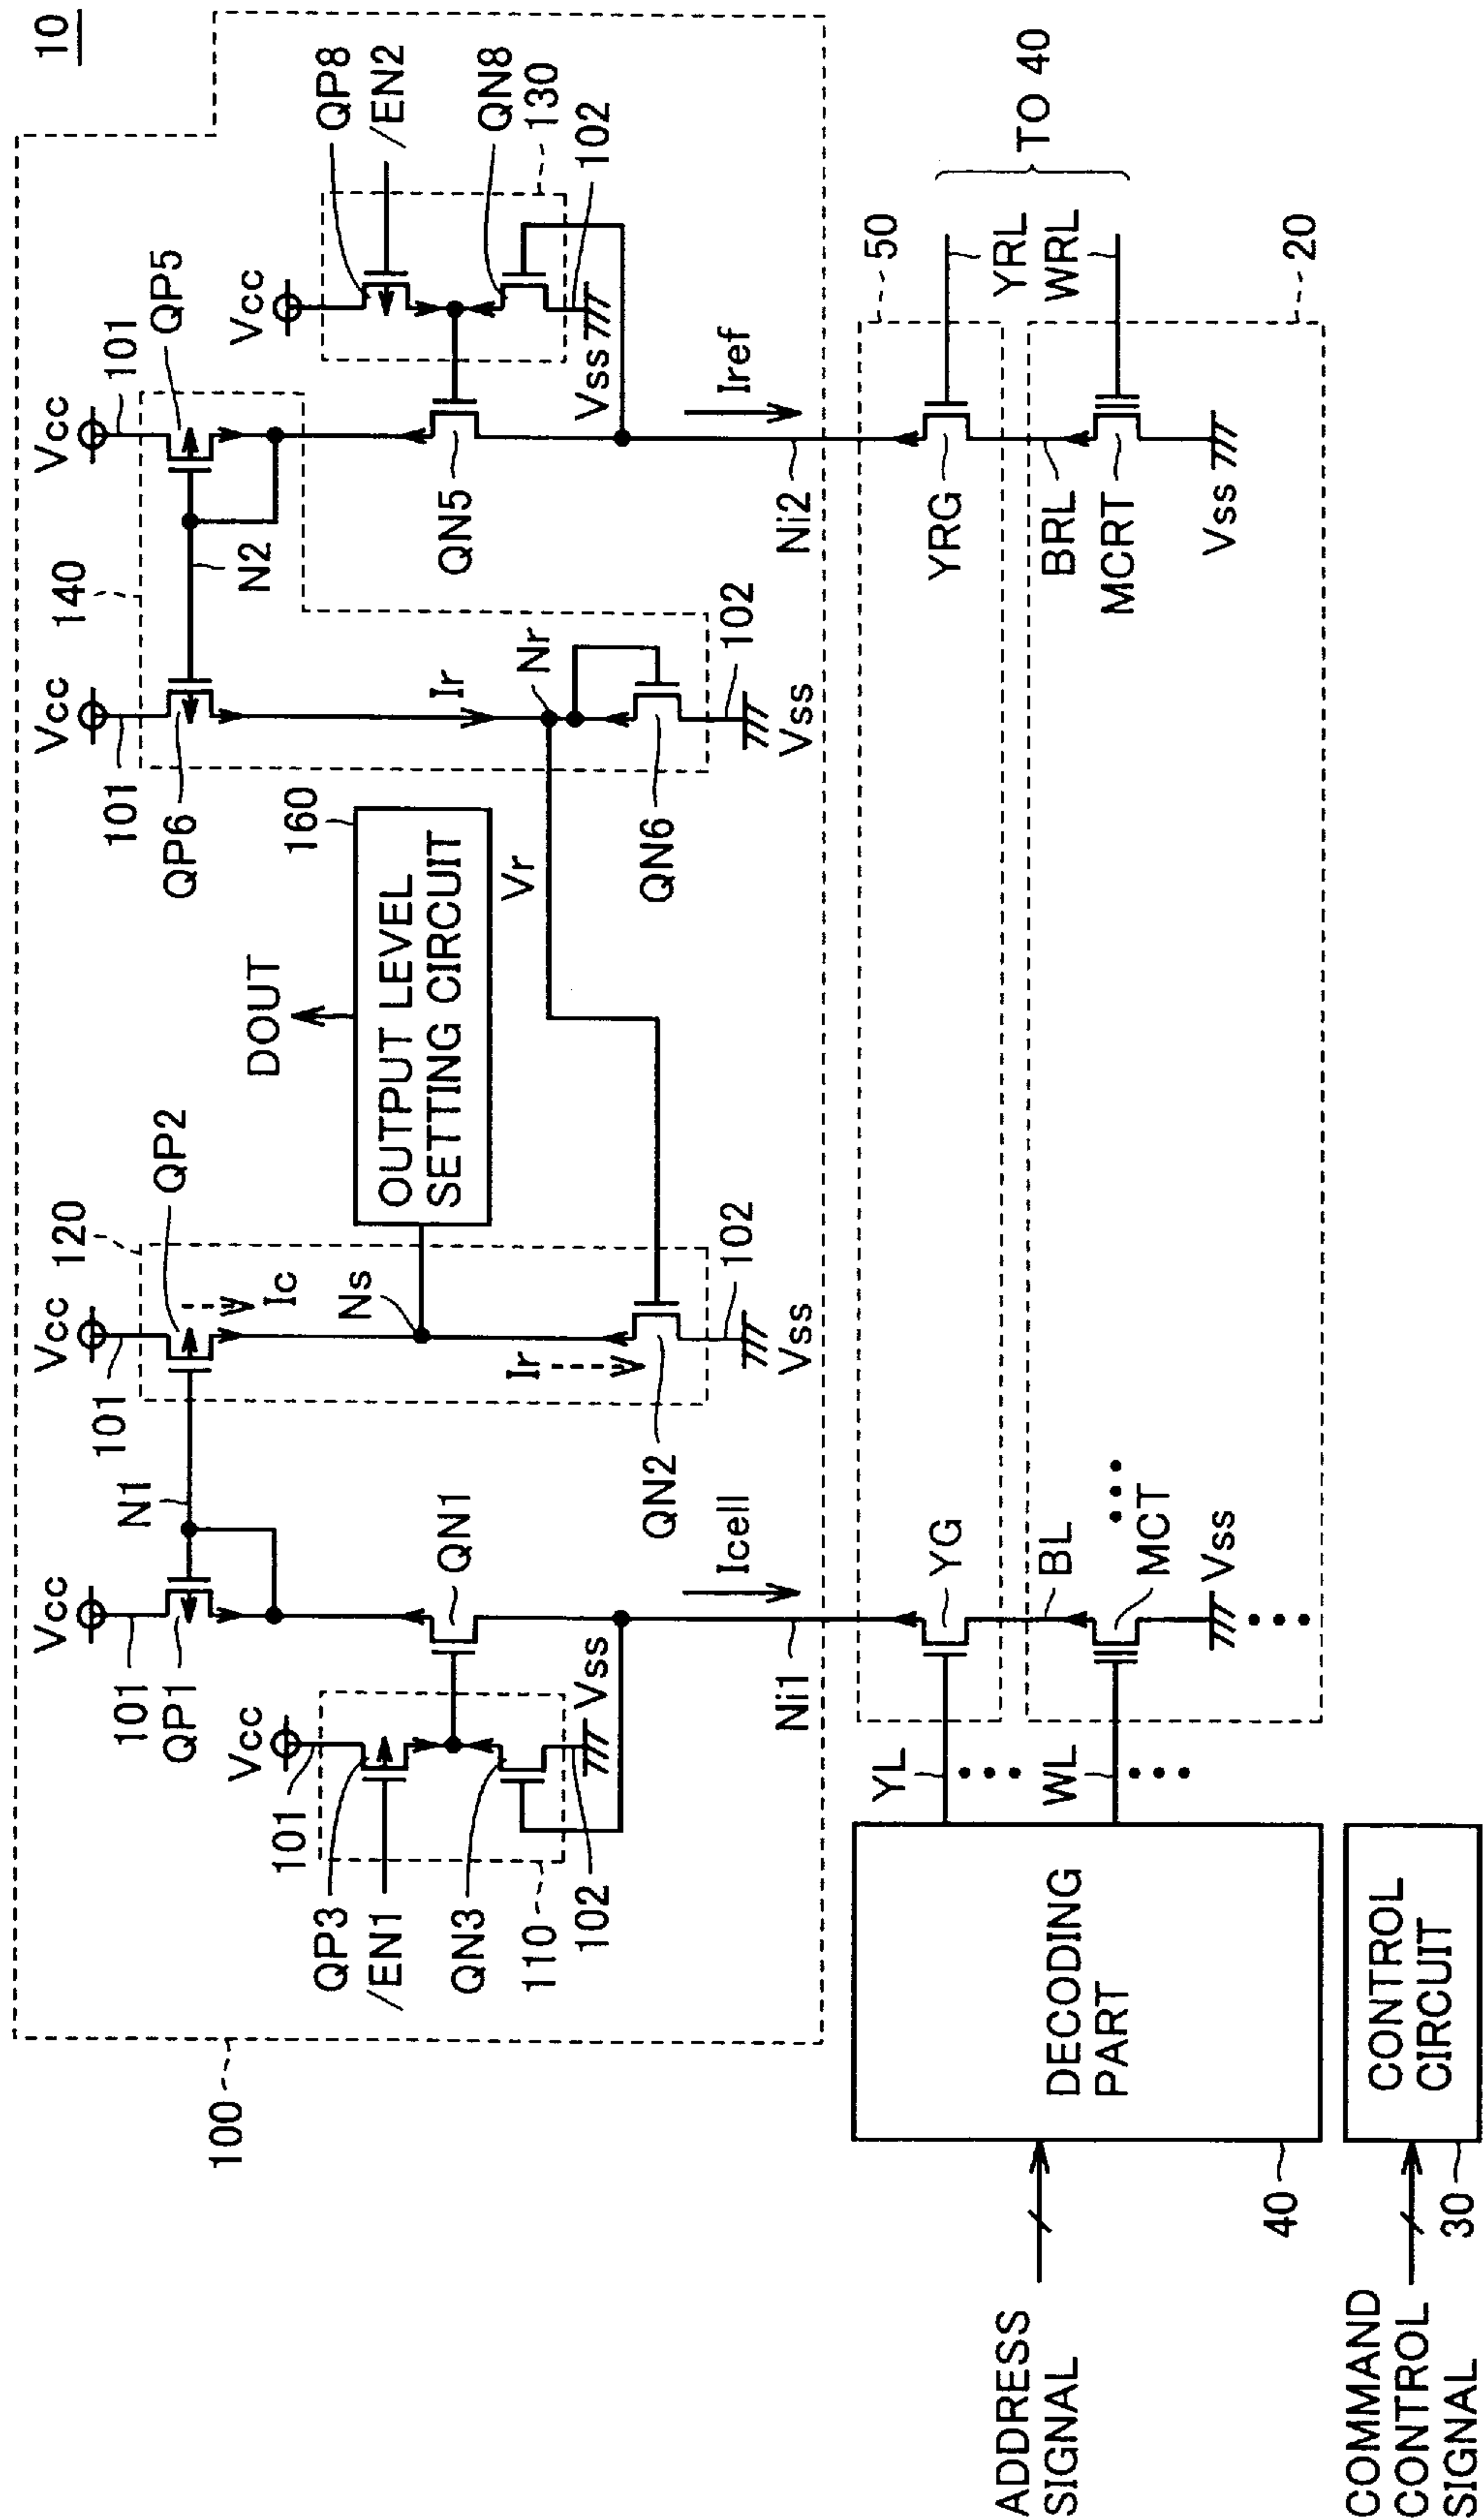 10
100
Vcc
101
QP1
N1
101
Vcc
120
QP2
Ic
DOUT
OUTPUT LEVEL
SETTING CIRCUIT
160
Vcc
101
QP6
140
N2
Vcc
101
QP5
Vcc
QP8
/EN2
QN8
130
102
Vss
QP3
/EN1
QN3
110
102
101
Vcc
Vss
QN1
Ns
Ir
QN2
102
Vss
Vr
Ir
Nr
QN6
102
Vss
QN5
Icell
Iref
Ni1
Ni2
YL
WL
YG
BL
MCT
Vss
YRG
BRL
MCRT
Vss
50
YRL
WRL
TO 40
20
DECODING
PART
40
CONTROL
CIRCUIT
30
ADDRESS
SIGNAL
COMMAND
CONTROL
SIGNAL